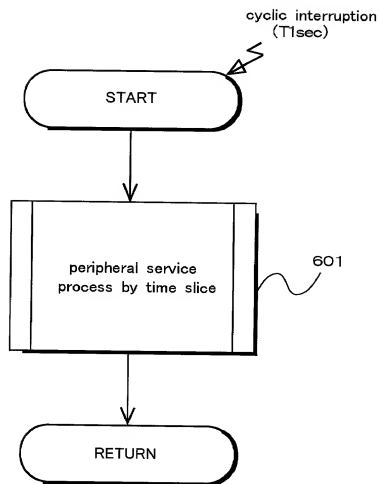 cyclic interruption
(T1sec)
START
peripheral service
process by time slice
601
RETURN